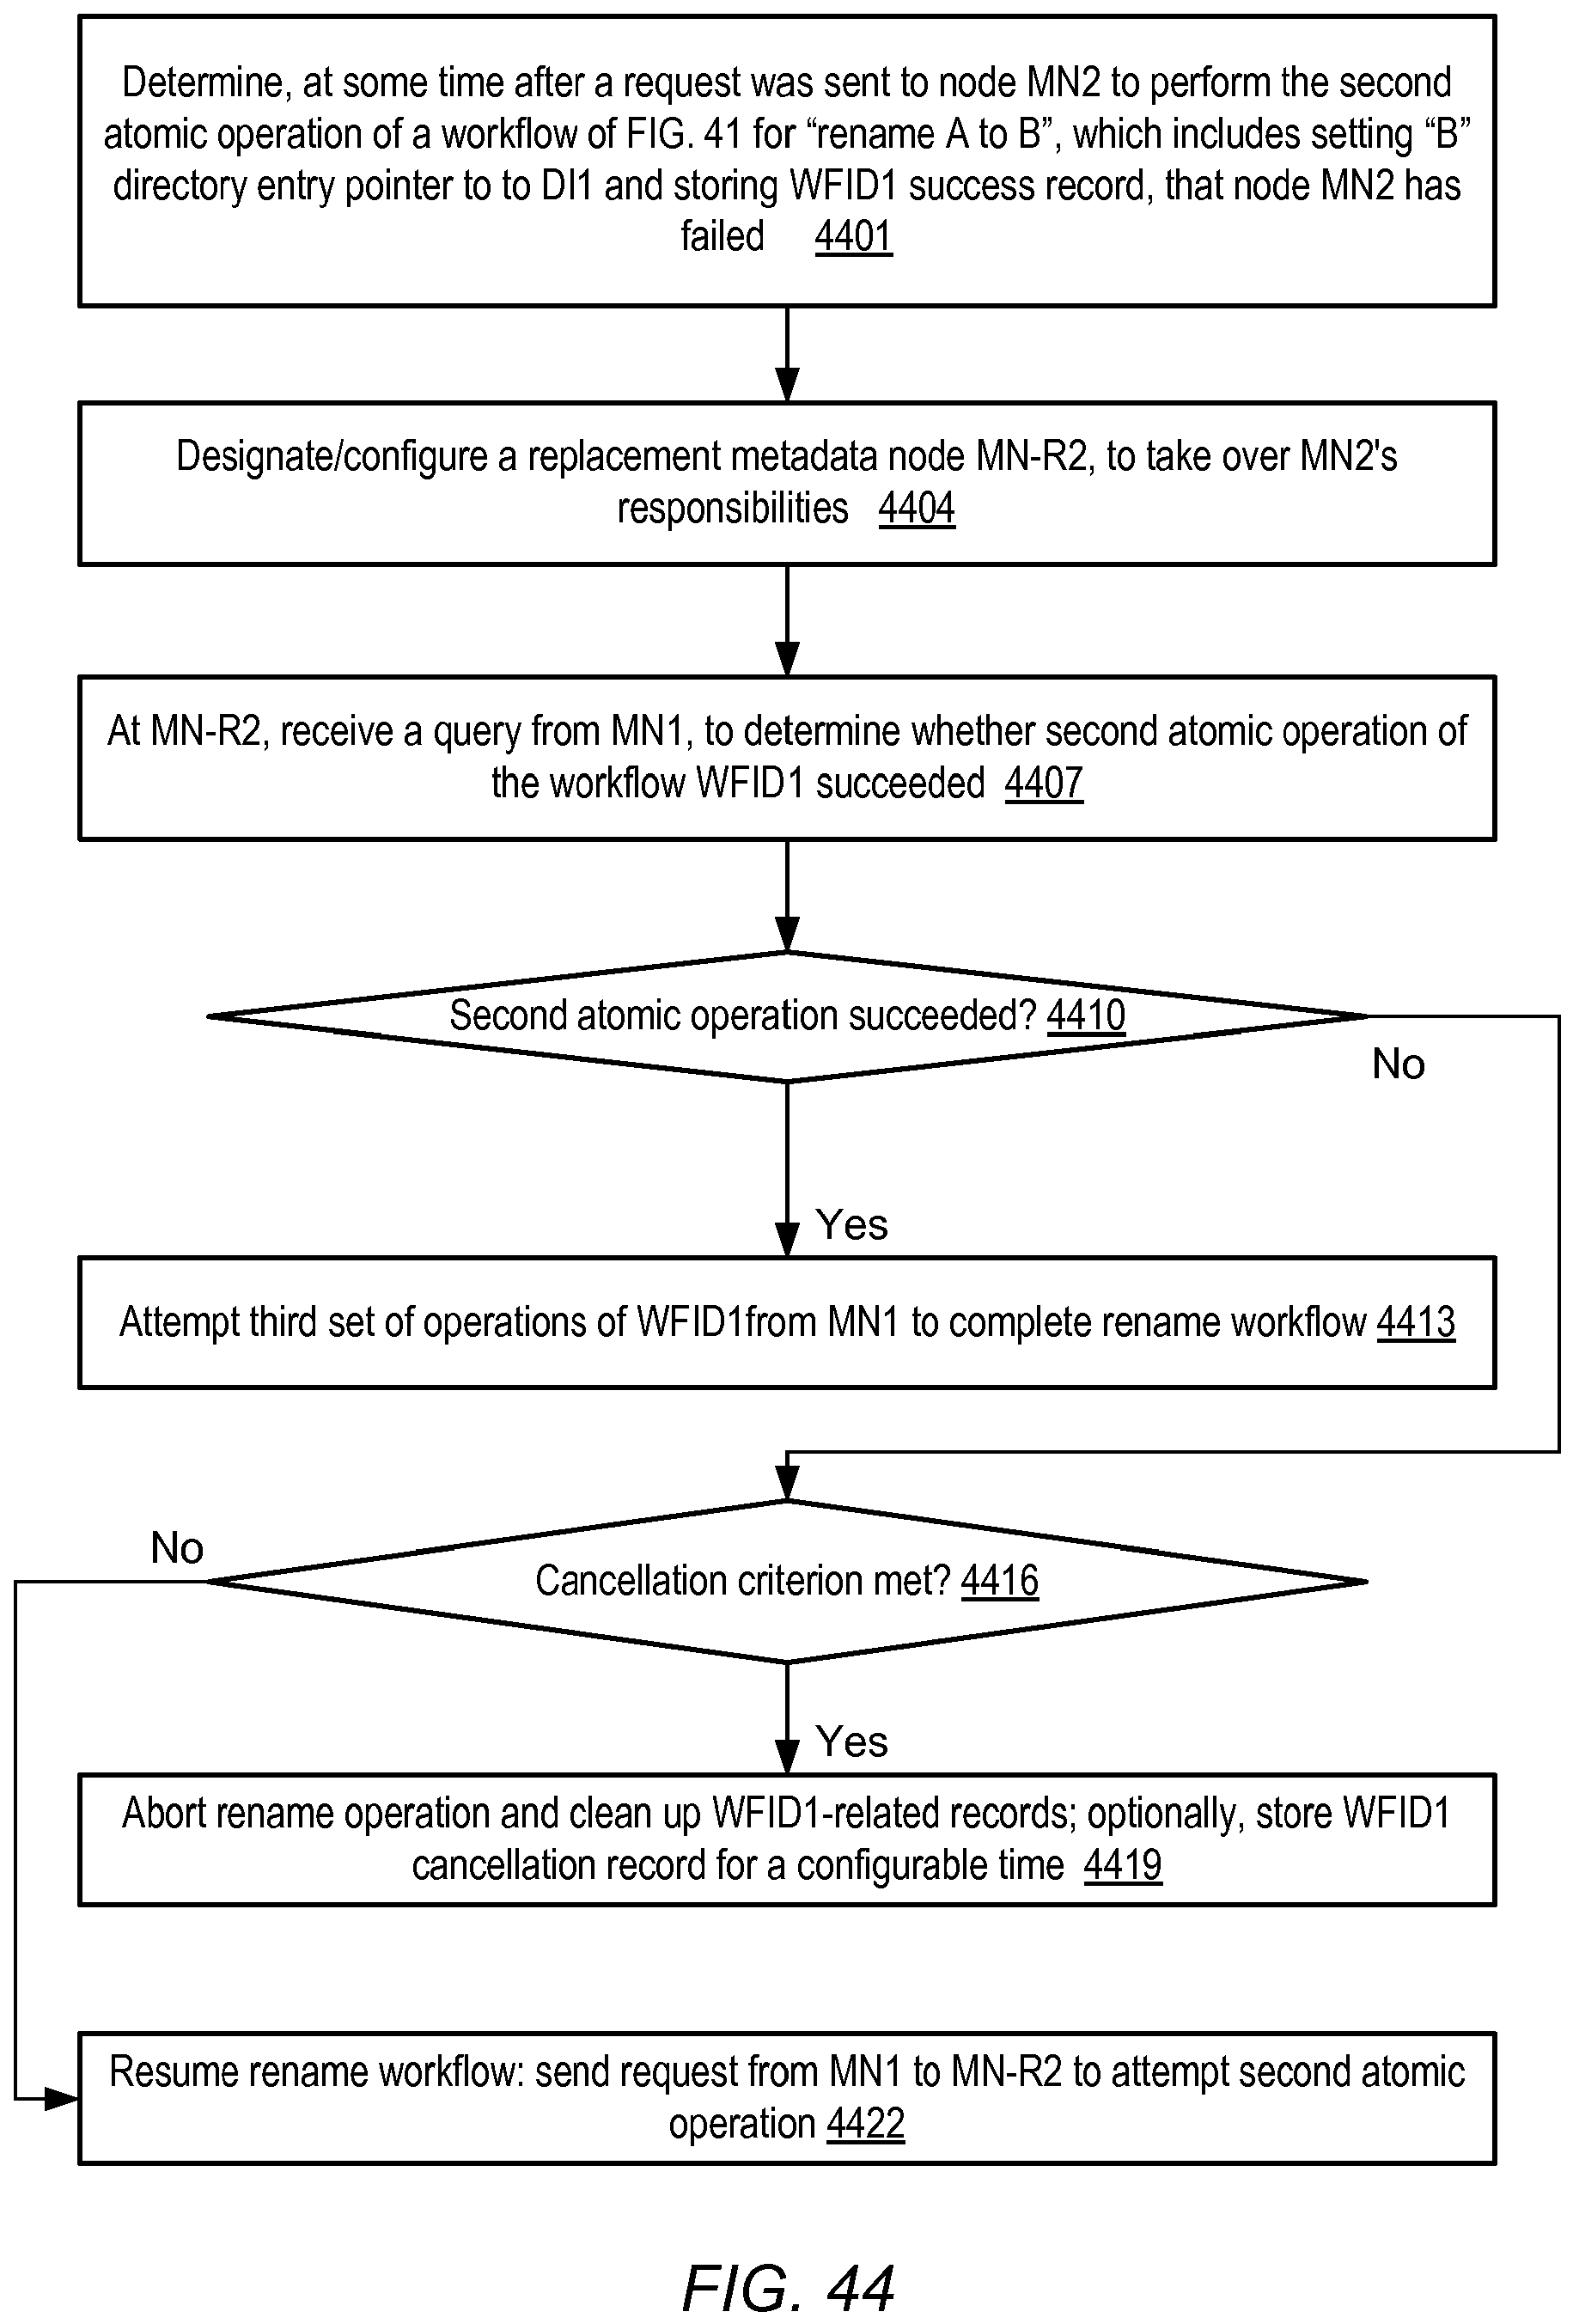 Determine, at some time after a request was sent to node MN2 to perform the second
atomic operation of a workflow of FIG. 41 for “rename A to B”, which includes setting “B”
directory entry pointer to to DI1 and storing WFID1 success record, that node MN2 has
failed 4401
Designate/configure a replacement metadata node MN-R2, to take over MN2's
responsibilities 4404
At MN-R2, receive a query from MN1, to determine whether second atomic operation of
the workflow WFID1 succeeded 4407
Second atomic operation succeeded? 4410
No
Yes
Attempt third set of operations of WFID1from MN1 to complete rename workflow 4413
No
Cancellation criterion met? 4416
Yes
Abort rename operation and clean up WFID1-related records; optionally, store WFID1
cancellation record for a configurable time 4419
Resume rename workflow: send request from MN1 to MN-R2 to attempt second atomic
operation 4422
FIG. 44